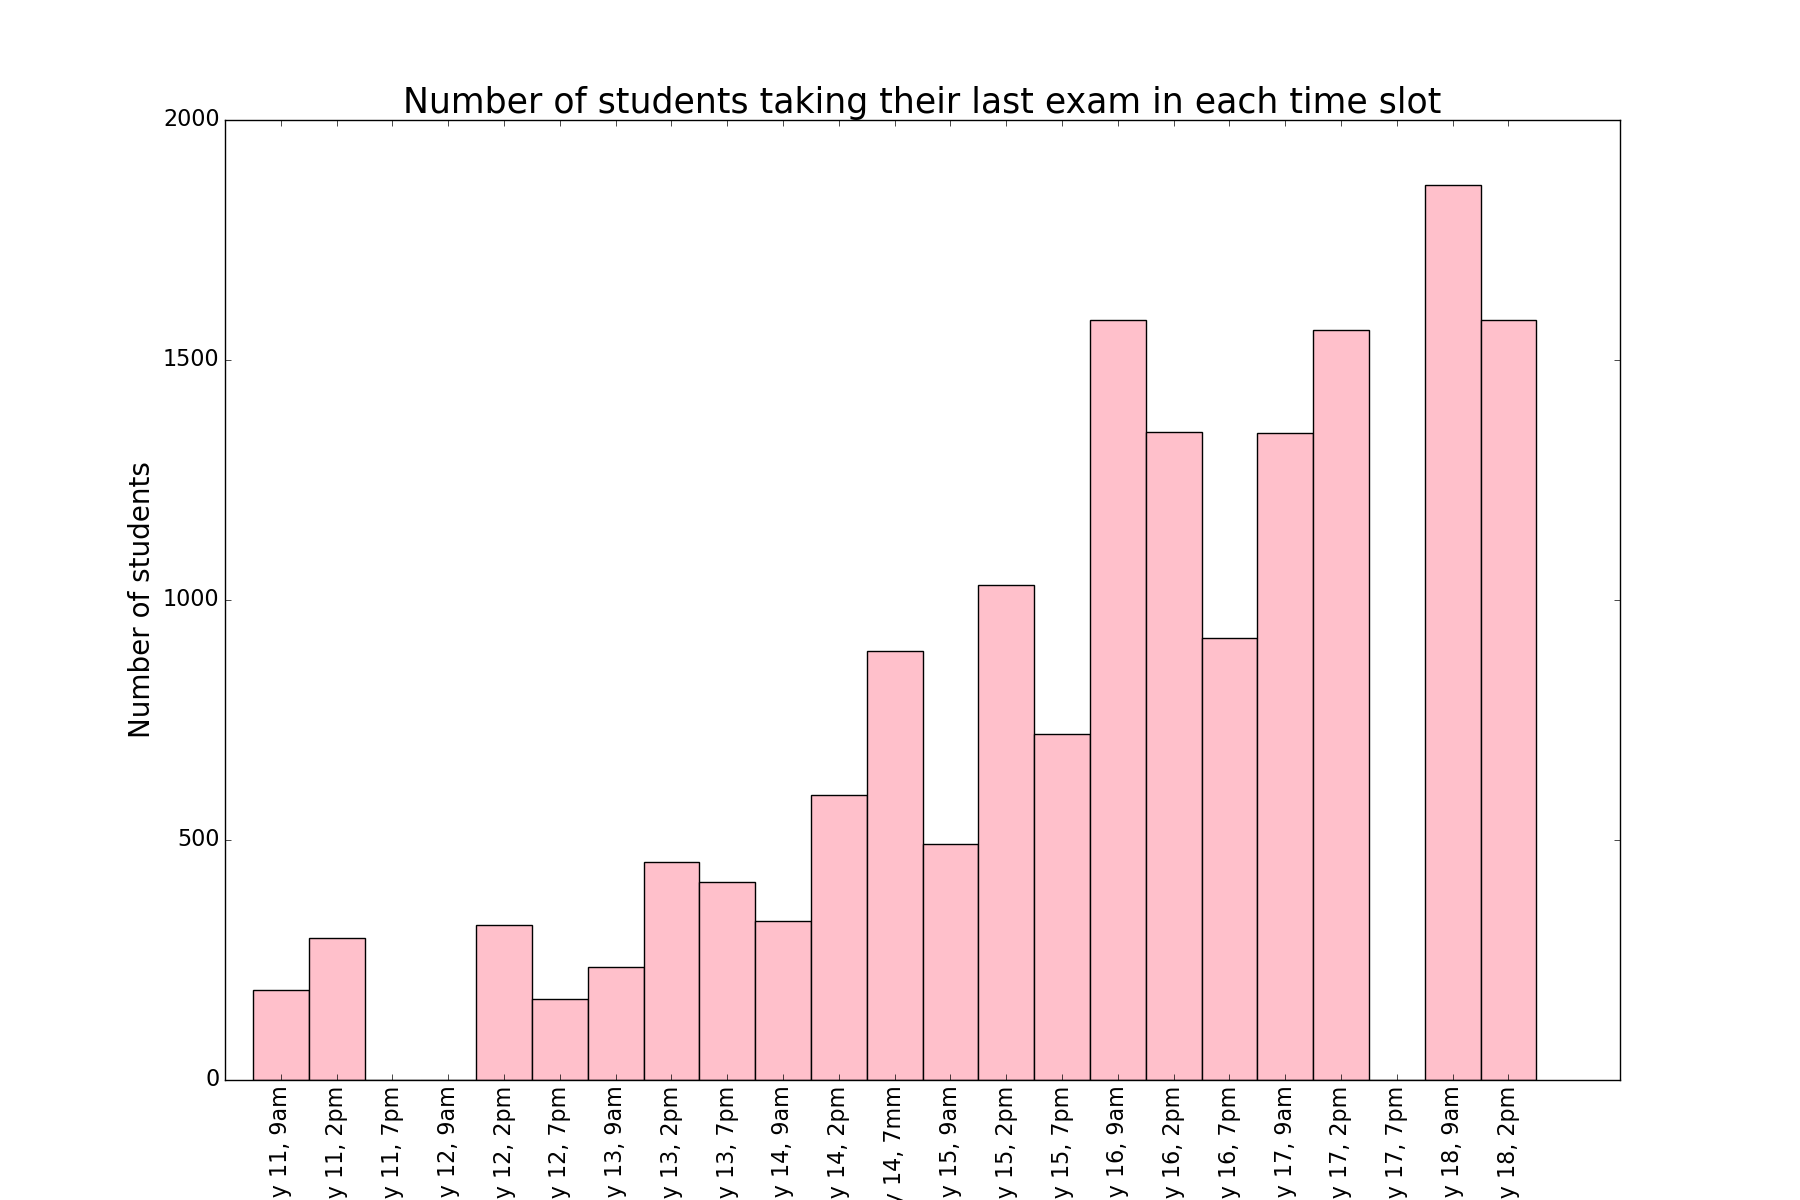 Number of students taking their last exam in each time slot
Number of students
2000
1500
1000
500
0
y 11, 9am
y 11, 2pm
y 11, 7pm
y 12, 9am
y 12, 2pm
y 12, 7pm
y 13, 9am
y 13, 2pm
y 13, 7pm
y 14, 9am
y 14, 2pm
y 14, 7mm
y 15, 9am
y 15, 2pm
y 15, 7pm
y 16, 9am
y 16, 2pm
y 16, 7pm
y 17, 9am
y 17, 2pm
y 17, 7pm
y 18, 9am
y 18, 2pm